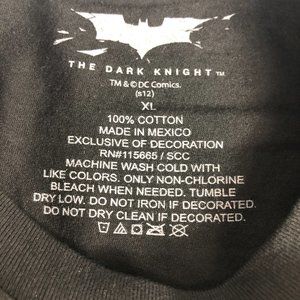 THE DARK KNIGHT™
TM & © DC Comics.
(s12)
XL
100% COTTON
MADE IN MEXICO
EXCLUSIVE OF DECORATION
RN#115665 / SCC
MACHINE WASH COLD WITH
LIKE COLORS. ONLY NON-CHLORINE
BLEACH WHEN NEEDED. TUMBLE
DRY LOW. DO NOT IRON IF DECORATED.
DO NOT DRY CLEAN IF DECORATED.